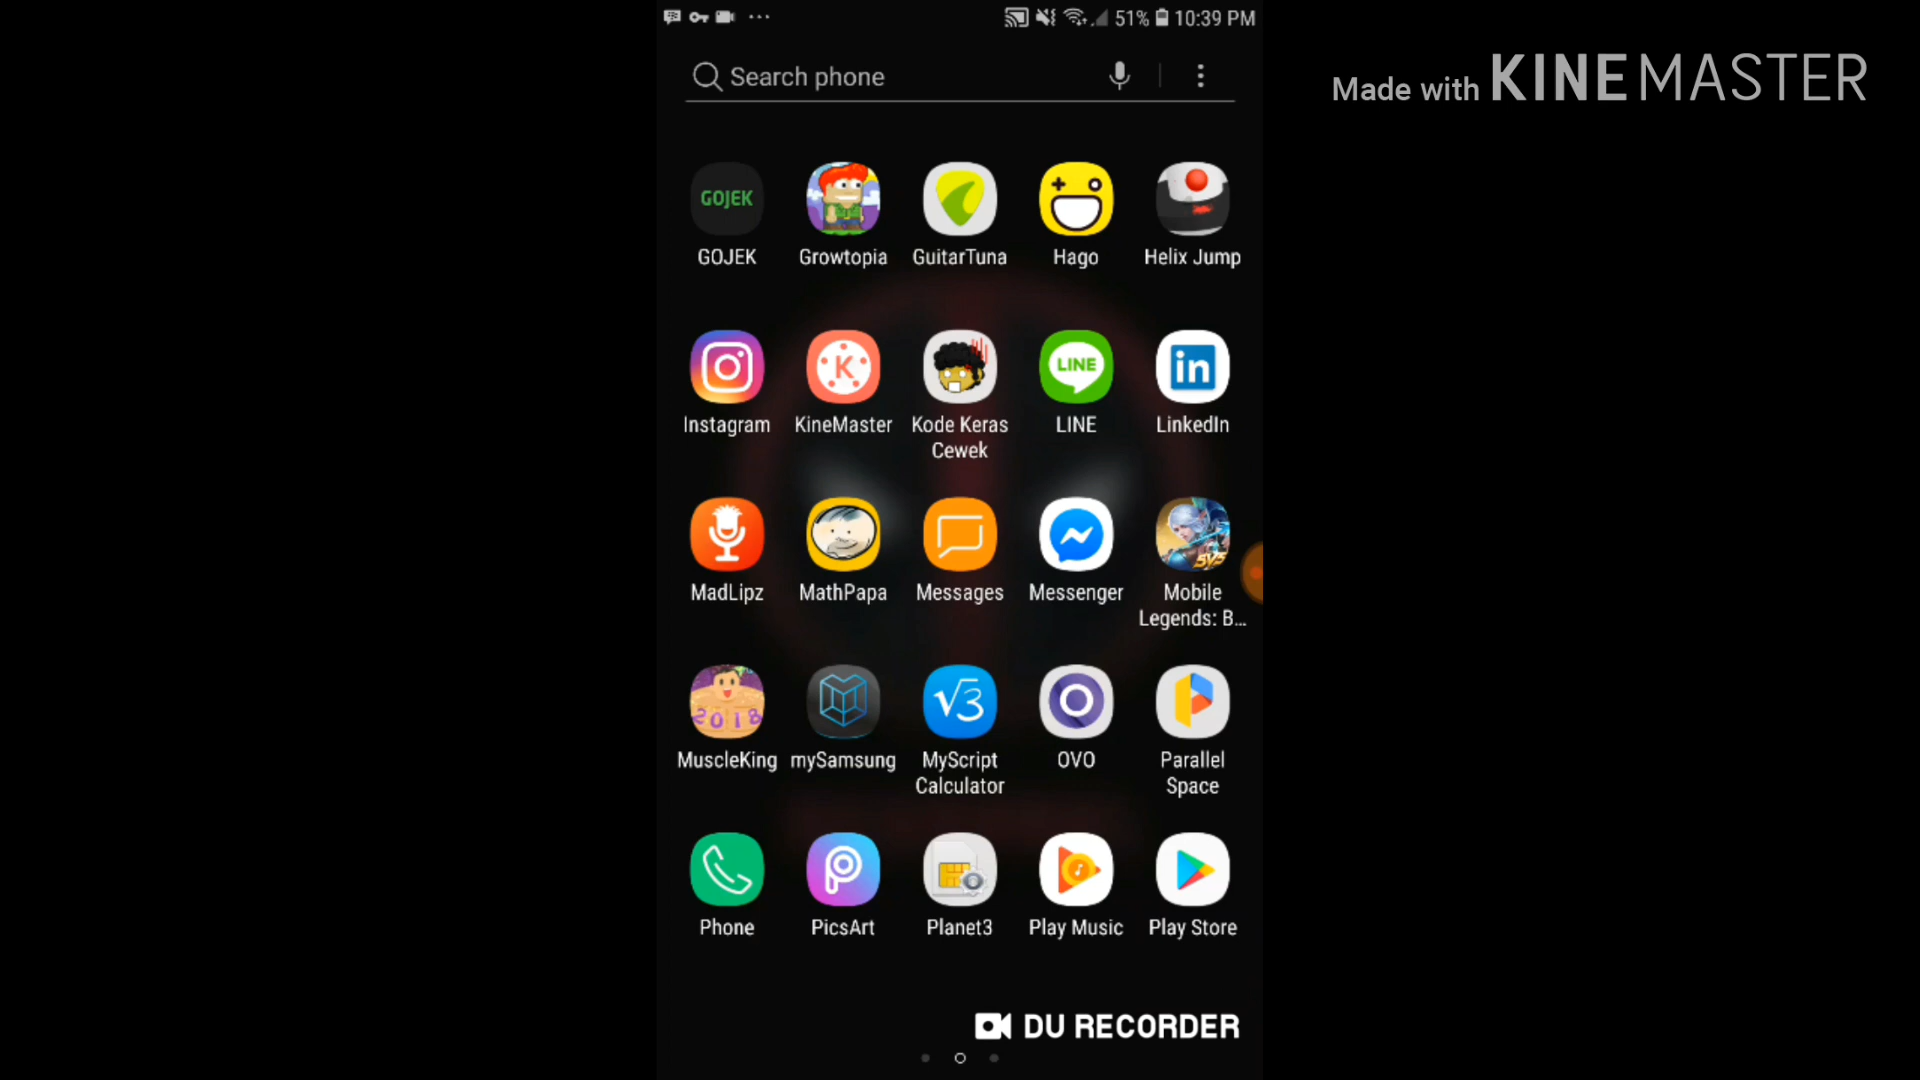 51% 10:39 PM
Search phone
Made with KINEMASTER
GOJEK
GOJEK Growtopia GuitarTuna Hago Helix Jump
LINE in
Instagram KineMaster Kode Keras Cewek LINE LinkedIn
5V5
MadLipz MathPapa Messages Messenger Mobile Legends: B...
2018 √3
MuscleKing mySamsung MyScript Calculator OVO Parallel Space
Phone PicsArt Planet3 Play Music Play Store
DU RECORDER